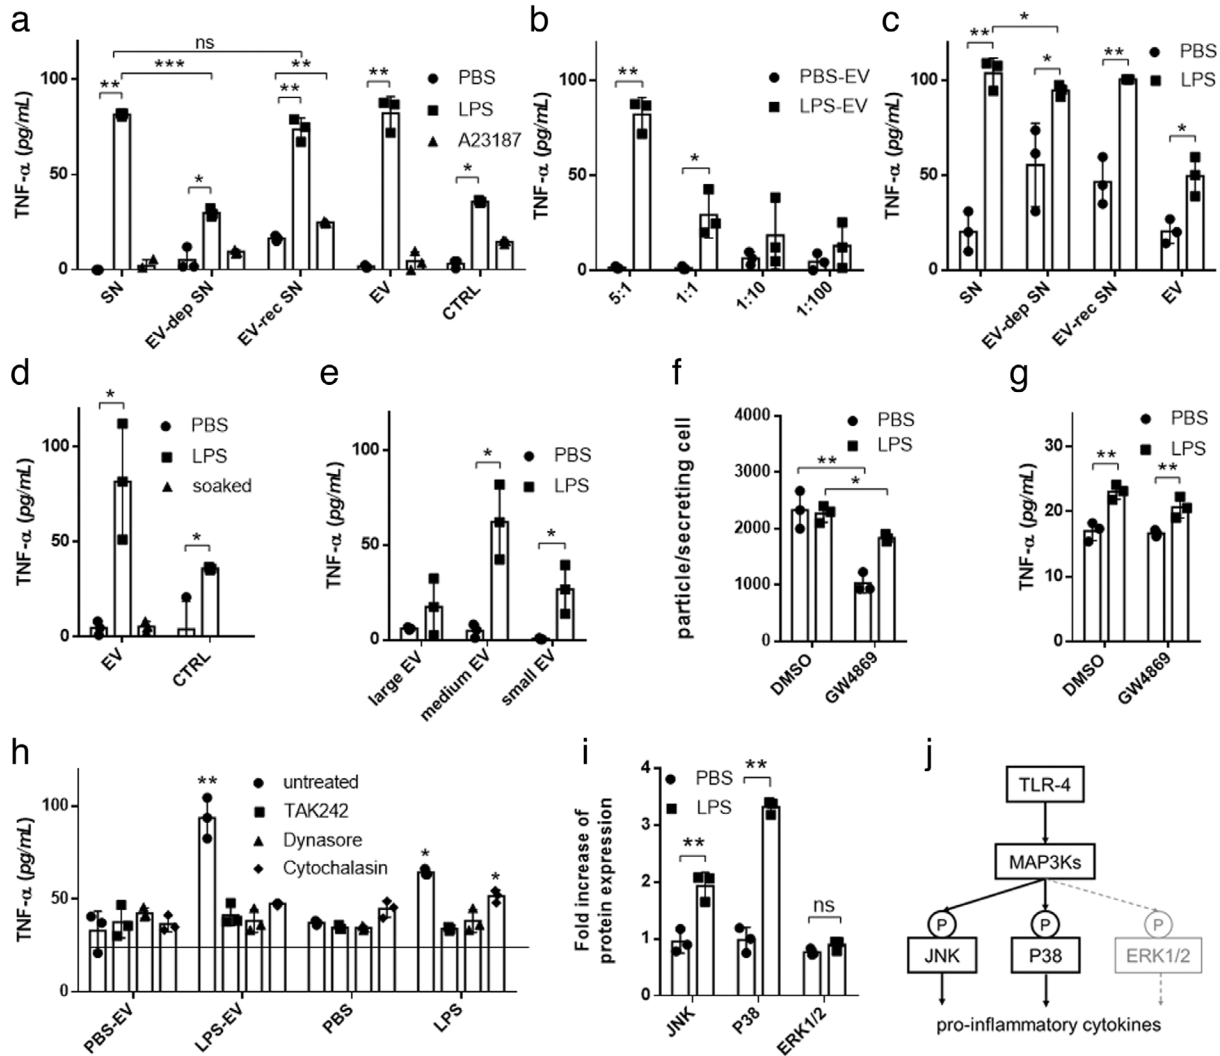 a
TNF-α (pg/mL)
100
50
0
ns
***
**
**
**
**
*
*
PBS
LPS
A23187
SN
EV-dep SN
EV-rec SN
EV
CTRL
b
TNF-α (pg/mL)
100
50
0
**
*
PBS-EV
LPS-EV
5:1
1:1
1:10
1:100
c
TNF-α (pg/mL)
100
50
0
*
**
*
**
*
PBS
LPS
SN
EV-dep SN
EV-rec SN
EV
d
TNF-α (pg/mL)
100
50
0
*
*
PBS
LPS
soaked
EV
CTRL
e
TNF-α (pg/mL)
100
50
0
*
*
PBS
LPS
large EV
medium EV
small EV
f
particle/secreting cell
4000
3000
2000
1000
0
PBS
LPS
**
*
DMSO
GW4869
g
TNF-α (pg/mL)
30
20
10
0
PBS
LPS
**
**
DMSO
GW4869
h
TNF-α (pg/mL)
100
50
0
**
*
*
untreated
TAK242
Dynasore
Cytochalasin
PBS-EV
LPS-EV
PBS
LPS
i
Fold increase of
protein expression
4
3
2
1
0
PBS
LPS
**
**
ns
JNK
P38
ERK1/2
j
TLR-4
MAP3Ks
P
P
P
JNK
P38
ERK1/2
pro-inflammatory cytokines